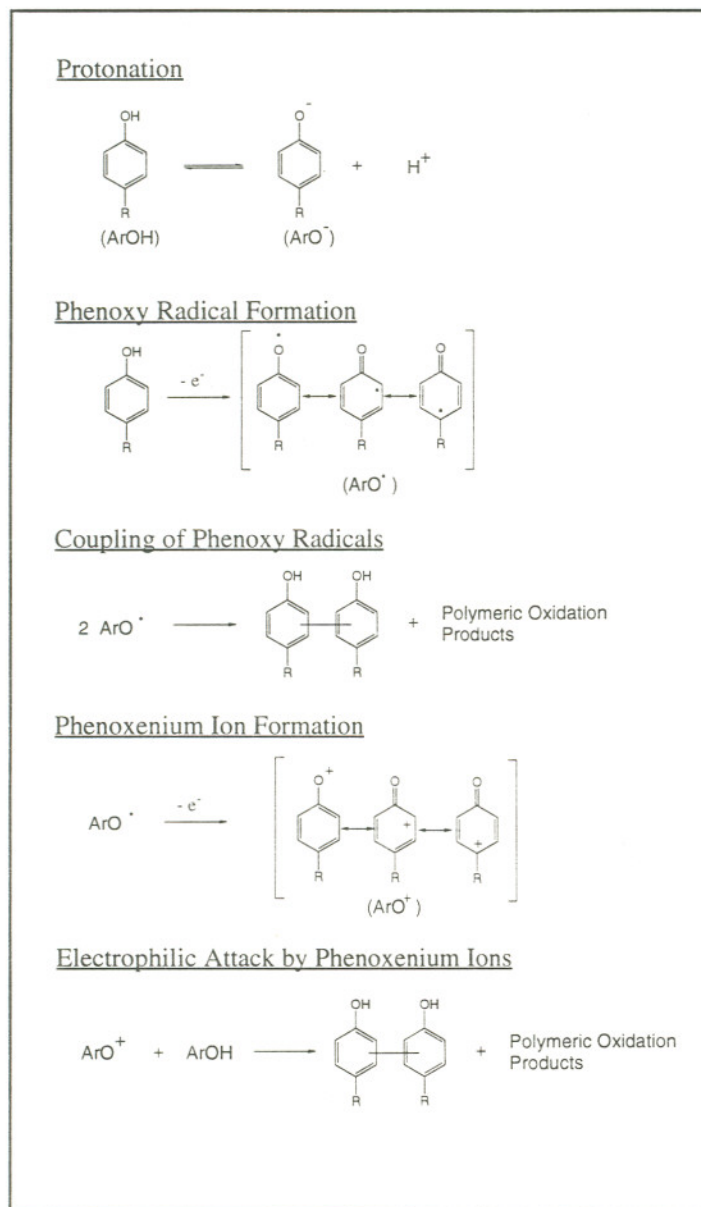 Protonation
OH O-
+ H+
R R
(ArOH) (ArO-)
Phenoxy Radical Formation
OH - e- O• O O
•
•
R R R R
(ArO•)
Coupling of Phenoxy Radicals
OH OH
2 ArO • + Polymeric Oxidation
Products
R R
Phenoxenium Ion Formation
O+ O O
ArO • - e- + +
R R R
(ArO+)
Electrophilic Attack by Phenoxenium Ions
OH OH
ArO+ + ArOH + Polymeric Oxidation
Products
R R